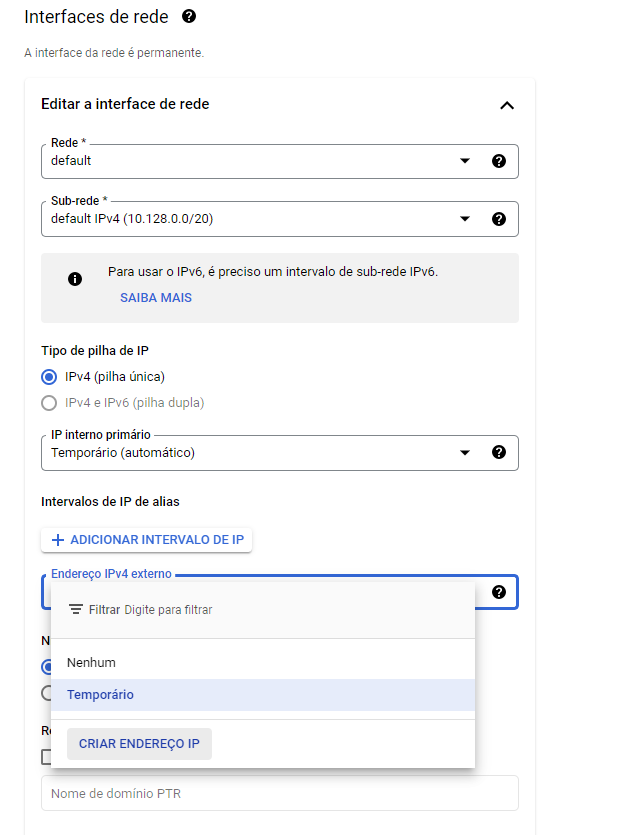 Interfaces de rede
A interface da rede é permanente.
Editar a interface de rede
Rede *
default
Sub-rede *
default IPv4 (10.128.0.0/20)
Para usar o IPv6, é preciso um intervalo de sub-rede IPv6.
SAIBA MAIS
Tipo de pilha de IP
IPv4 (pilha única)
IPv4 e IPv6 (pilha dupla)
IP interno primário
Temporário (automático)
Intervalos de IP de alias
ADICIONAR INTERVALO DE IP
Endereço IPv4 externo
Filtrar Digite para filtrar
Nenhum
Temporário
CRIAR ENDEREÇO IP
Nome de domínio PTR